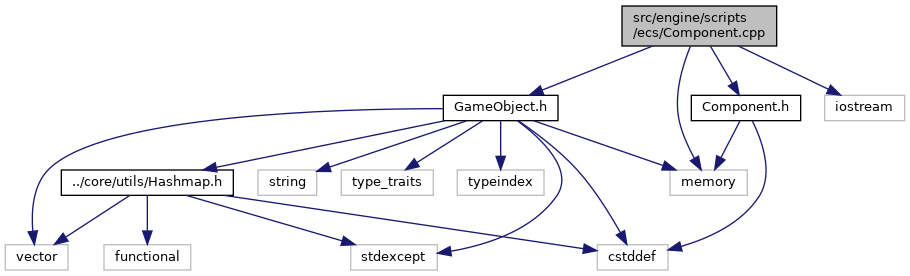 src/engine/scripts
/ecs/Component.cpp
GameObject.h
Component.h
iostream
../core/utils/Hashmap.h
string
type_traits
typeindex
memory
vector
functional
stdexcept
cstddef